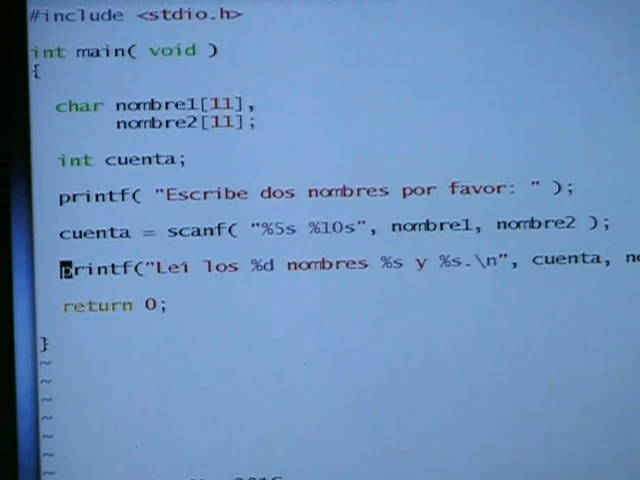 #include <stdio.h>
int main( void )
{
char nombre1[11],
nombre2[11];
int cuenta;
printf( "Escribe dos nombres por favor: " );
cuenta = scanf( "%5s %10s", nombre1, nombre2 );
printf("Leí los %d nombres %s y %s.\n", cuenta, no
return 0;
}
~
~
~
~
~
~
~